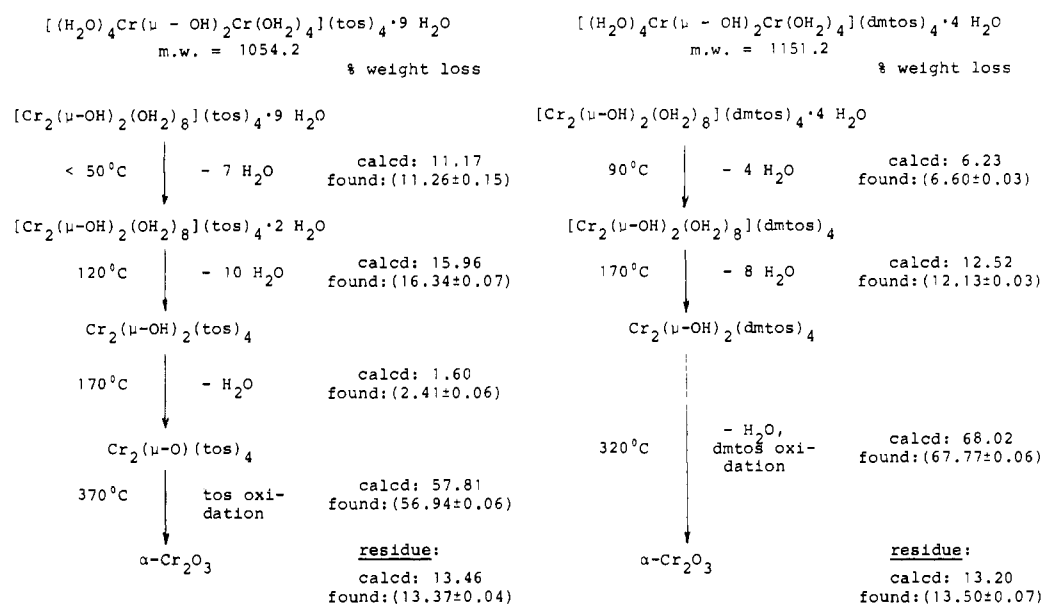 [(H₂O)₄Cr(μ - OH)₂Cr(OH₂)₄](tos)₄·9 H₂O
m.w. = 1054.2
% weight loss
[Cr₂(μ-OH)₂(OH₂)₈](tos)₄·9 H₂O
< 50⁰C - 7 H₂O calcd: 11.17
found:(11.26±0.15)
[Cr₂(μ-OH)₂(OH₂)₈](tos)₄·2 H₂O
120⁰C - 10 H₂O calcd: 15.96
found:(16.34±0.07)
Cr₂(μ-OH)₂(tos)₄
170⁰C - H₂O calcd: 1.60
found:(2.41±0.06)
Cr₂(μ-O)(tos)₄
370⁰C tos oxi- calcd: 57.81
dation found:(56.94±0.06)
α-Cr₂O₃ residue:
calcd: 13.46
found:(13.37±0.04)
[(H₂O)₄Cr(μ - OH)₂Cr(OH₂)₄](dmtos)₄·4 H₂O
m.w. = 1151.2
% weight loss
[Cr₂(μ-OH)₂(OH₂)₈](dmtos)₄·4 H₂O
90⁰C - 4 H₂O calcd: 6.23
found:(6.60±0.03)
[Cr₂(μ-OH)₂(OH₂)₈](dmtos)₄
170⁰C - 8 H₂O calcd: 12.52
found:(12.13±0.03)
Cr₂(μ-OH)₂(dmtos)₄
- H₂O,
320⁰C dmtos oxi- calcd: 68.02
dation found:(67.77±0.06)
α-Cr₂O₃ residue:
calcd: 13.20
found:(13.50±0.07)